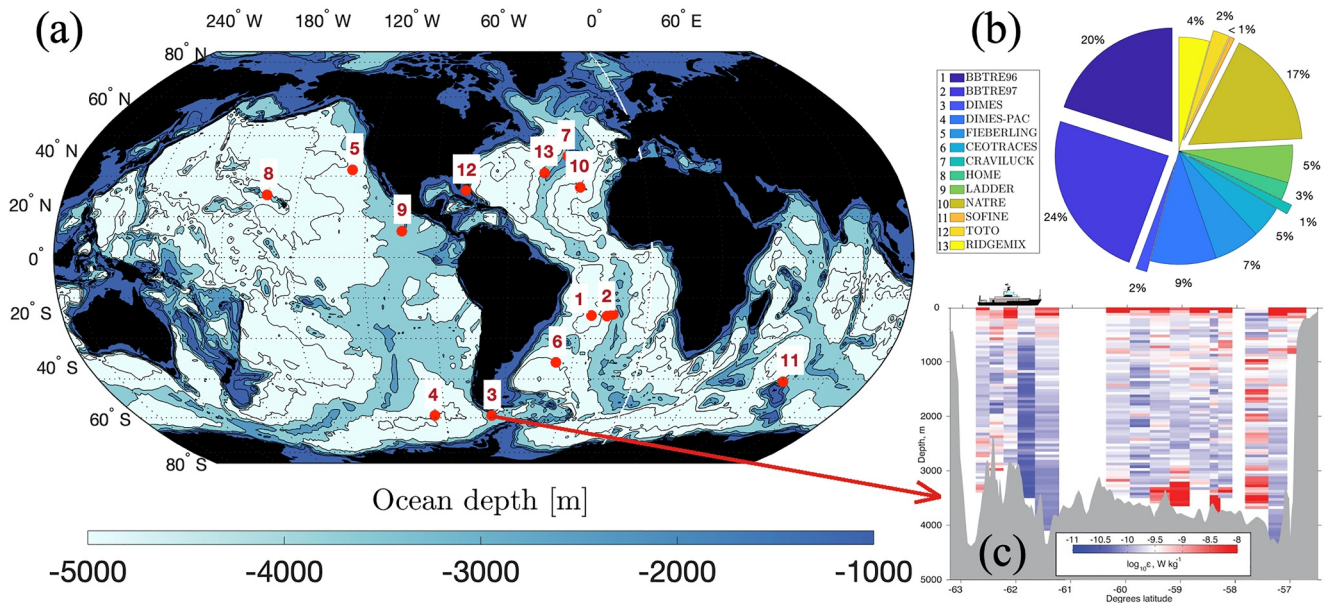 (a)
240° W 180° W 120° W 60° W 0° 60° E
80° N
60° N
40° N
20° N
0°
20° S
40° S
60° S
80° S
1
2
3
4
5
6
7
8
9
10
11
12
13
Ocean depth [m]
-5000 -4000 -3000 -2000 -1000
(b)
1 BBTRE96
2 BBTRE97
3 DIMES
4 DIMES-PAC
5 FIEBERLING
6 CEOTRACES
7 CRAVILUCK
8 HOME
9 LADDER
10 NATRE
11 SOFINE
12 TOTO
13 RIDGEMIX
20%
24%
2%
9%
7%
5%
1%
3%
5%
17%
< 1%
2%
4%
(c)
Depth, m
0
1000
2000
3000
4000
5000
-63 -62 -61 -60 -59 -58 -57
Degrees latitude
-11 -10.5 -10 -9.5 -9 -8.5 -8
log₁₀ε, W kg⁻¹